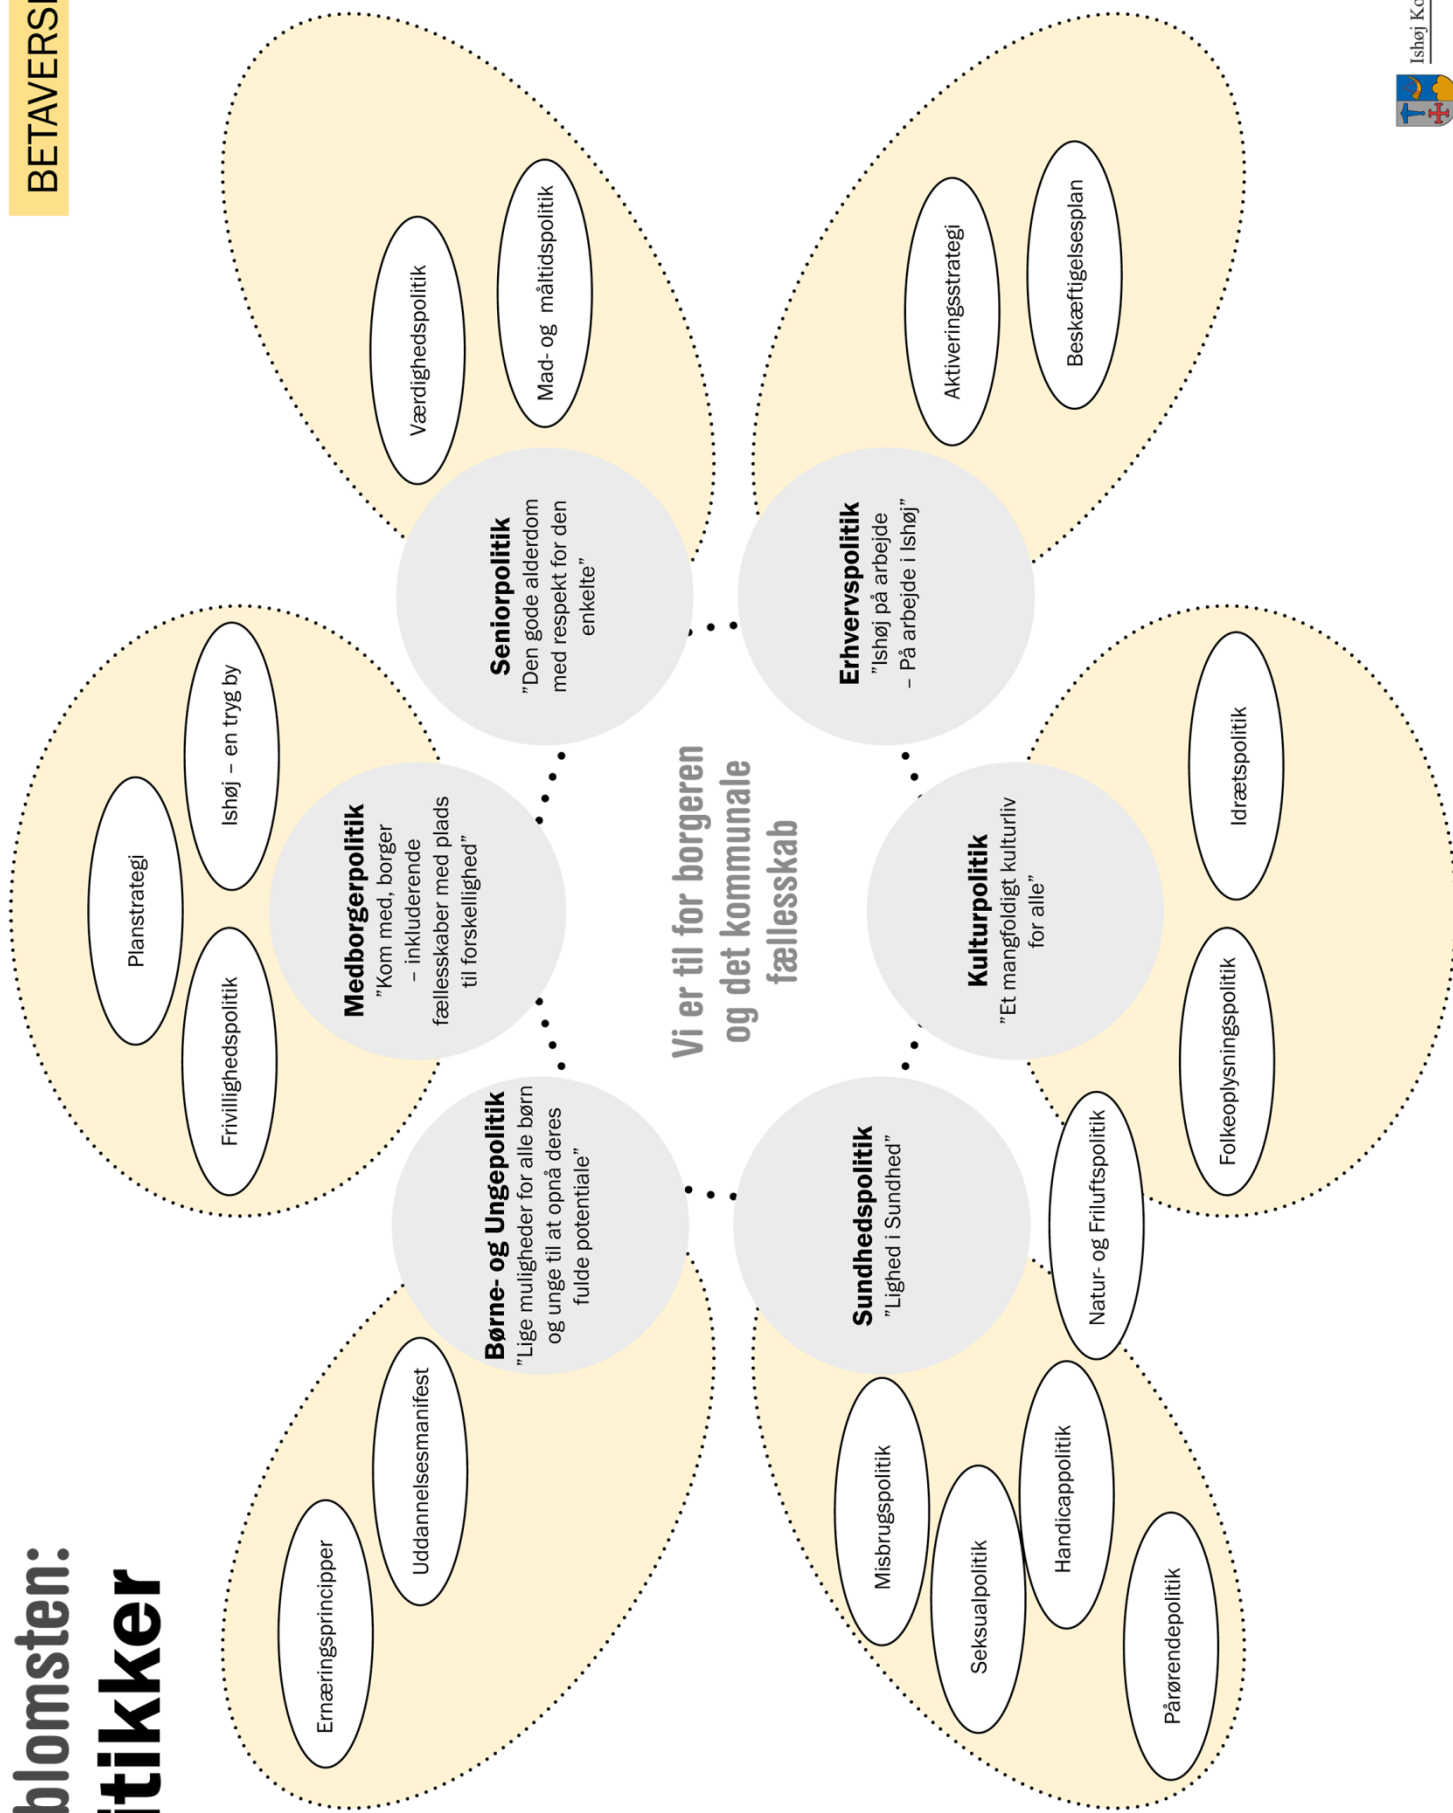 blomsten:
tikker
BETAVERSI
Planstrategi
Frivillighedspolitik
Ishøj – en tryg by
Medborgerpolitik
”Kom med, borger
– inkluderende
fællesskaber med plads
til forskellighed”
Ernæringsprincipper
Uddannelsesmanifest
Børne- og Ungepolitik
”Lige muligheder for alle børn
og unge til at opnå deres
fulde potentiale”
Værdighedspolitik
Mad- og måltidspolitik
Seniorpolitik
”Den gode alderdom
med respekt for den
enkelte”
Vi er til for borgeren
og det kommunale
fællesskab
Sundhedspolitik
”Lighed i Sundhed”
Misbrugspolitik
Seksualpolitik
Handicappolitik
Pårørendepolitik
Natur- og Friluftspolitik
Kulturpolitik
”Et mangfoldigt kulturliv
for alle”
Folkeoplysningspolitik
Idrætspolitik
Erhvervspolitik
”Ishøj på arbejde
– På arbejde i Ishøj”
Aktiveringsstrategi
Beskæftigelsesplan
Ishøj Ko